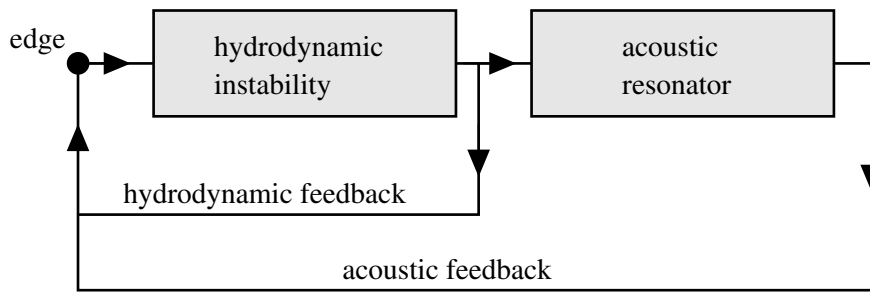 edge
hydrodynamic
instability
acoustic
resonator
hydrodynamic feedback
acoustic feedback